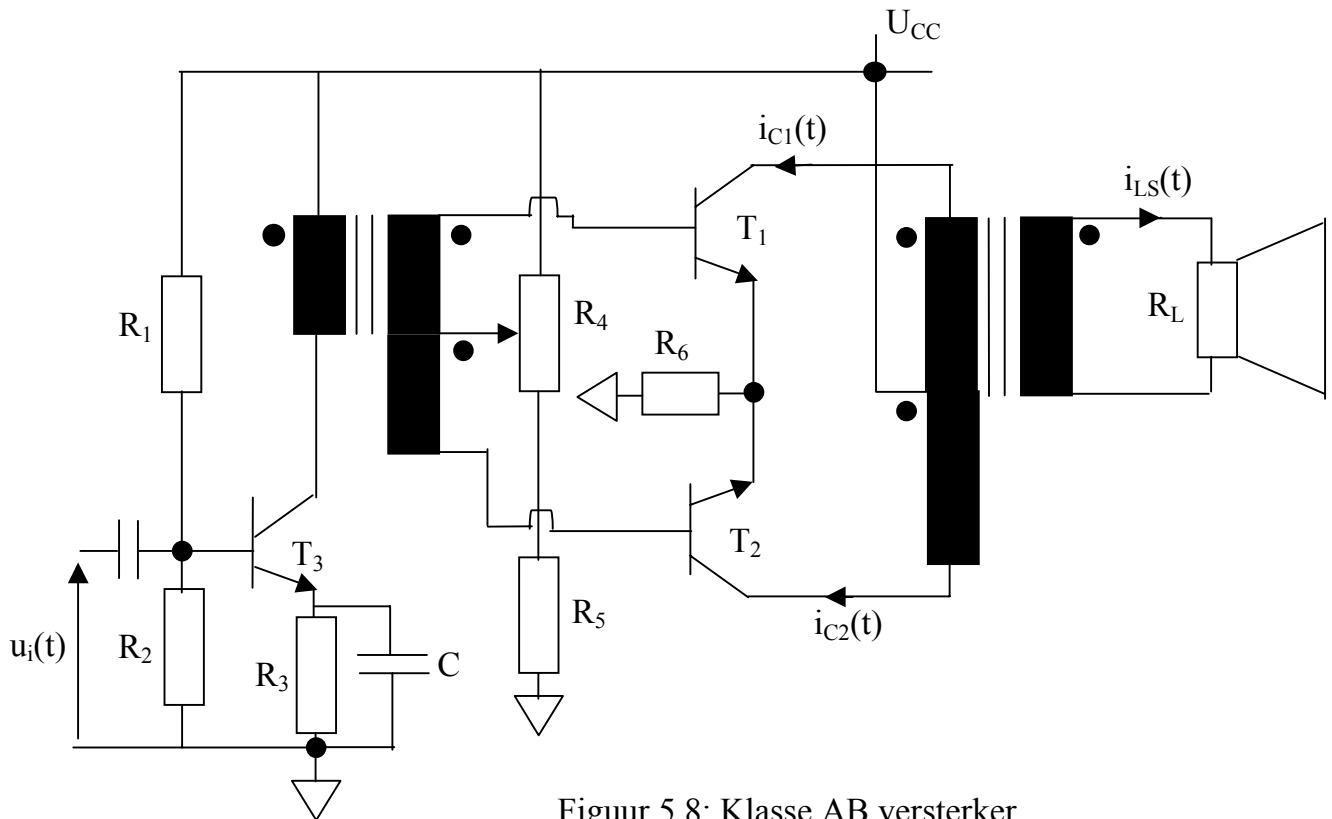 U_CC
i_C1(t)
i_LS(t)
T_1
R_4
R_1
R_6
R_L
T_3
T_2
R_5
i_C2(t)
u_i(t)
R_2
R_3
C
Figuur 5.8: Klasse AB versterker